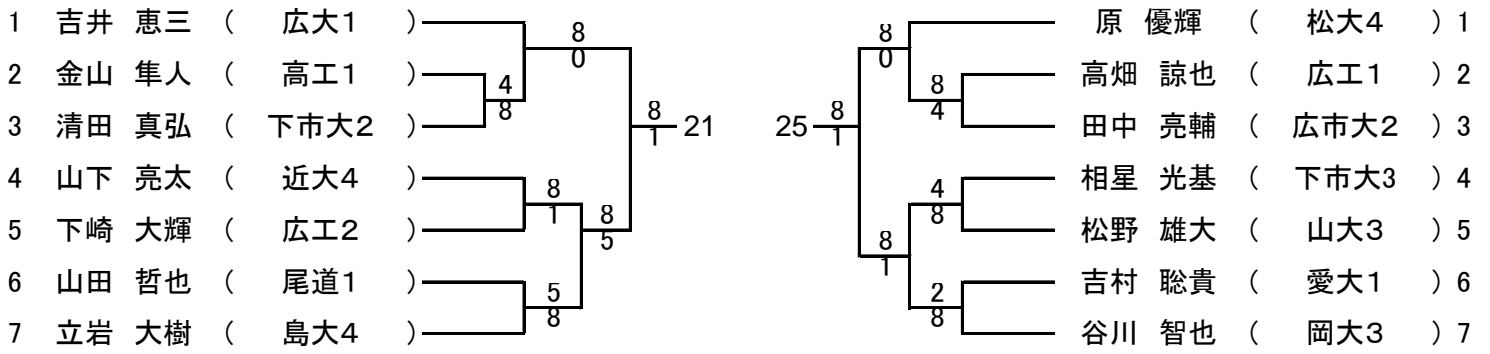 1 吉井 恵三 ( 広大1 )
2 金山 隼人 ( 高工1 )
3 清田 真弘 ( 下市大2 )
4 山下 亮太 ( 近大4 )
5 下崎 大輝 ( 広工2 )
6 山田 哲也 ( 尾道1 )
7 立岩 大樹 ( 島大4 )
8
0
4
8
8
1
5
8
8
5
8
1
21
25
8
1
8
0
8
4
4
8
8
1
2
8
原 優輝 ( 松大4 ) 1
高畑 諒也 ( 広工1 ) 2
田中 亮輔 ( 広市大2 ) 3
相星 光基 ( 下市大3 ) 4
松野 雄大 ( 山大3 ) 5
吉村 聡貴 ( 愛大1 ) 6
谷川 智也 ( 岡大3 ) 7